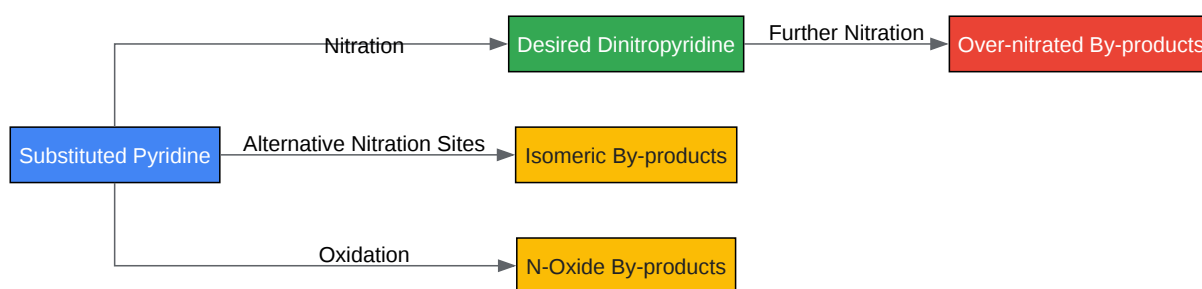 Nitration
Desired Dinitropyridine
Further Nitration
Over-nitrated By-products
Substituted Pyridine
Alternative Nitration Sites
Isomeric By-products
Oxidation
N-Oxide By-products